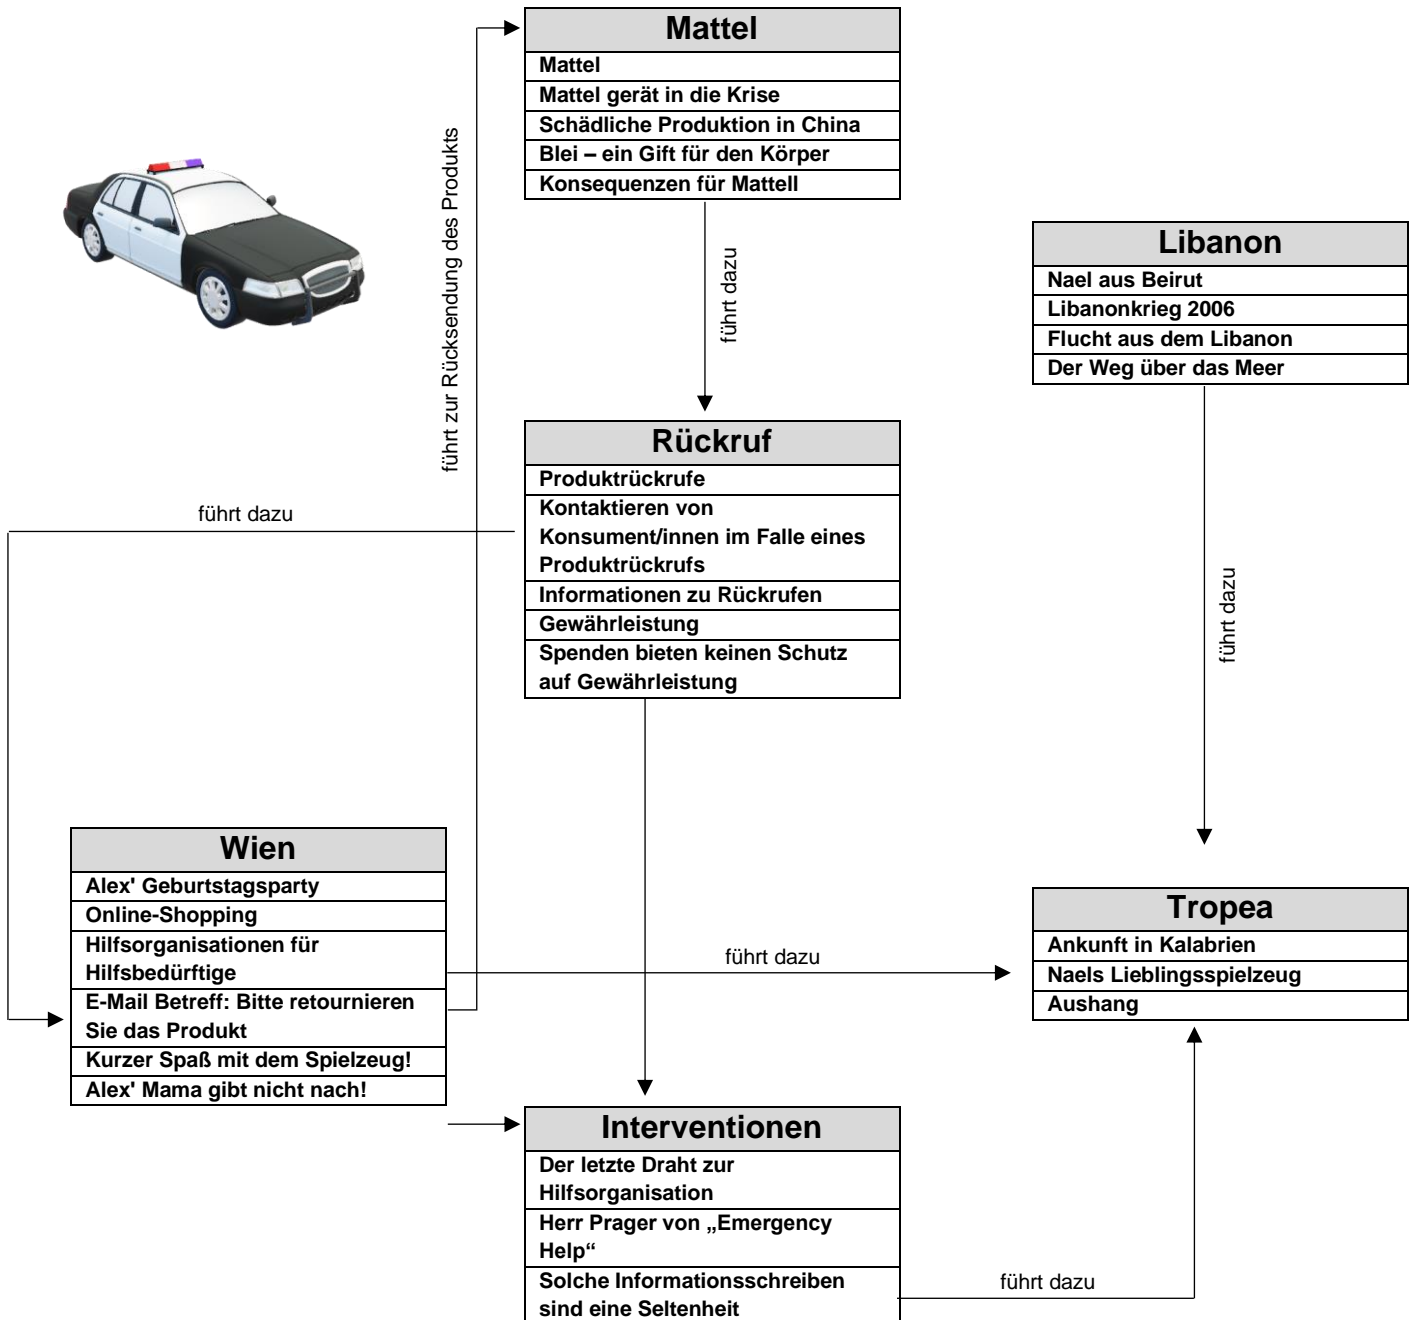 Mattel
Mattel
Mattel gerät in die Krise
Schädliche Produktion in China
Blei – ein Gift für den Körper
Konsequenzen für Mattell
führt zur Rücksendung des Produkts
führt dazu
Libanon
Nael aus Beirut
Libanonkrieg 2006
Flucht aus dem Libanon
Der Weg über das Meer
führt dazu
Rückruf
Produktrückrufe
Kontaktieren von
Konsument/innen im Falle eines
Produktrückrufs
Informationen zu Rückrufen
Gewährleistung
Spenden bieten keinen Schutz
auf Gewährleistung
führt dazu
Wien
Alex' Geburtstagsparty
Online-Shopping
Hilfsorganisationen für
Hilfsbedürftige
E-Mail Betreff: Bitte retournieren
Sie das Produkt
Kurzer Spaß mit dem Spielzeug!
Alex' Mama gibt nicht nach!
führt dazu
Tropea
Ankunft in Kalabrien
Naels Lieblingsspielzeug
Aushang
Interventionen
Der letzte Draht zur
Hilfsorganisation
Herr Prager von „Emergency
Help“
Solche Informationsschreiben
sind eine Seltenheit
führt dazu